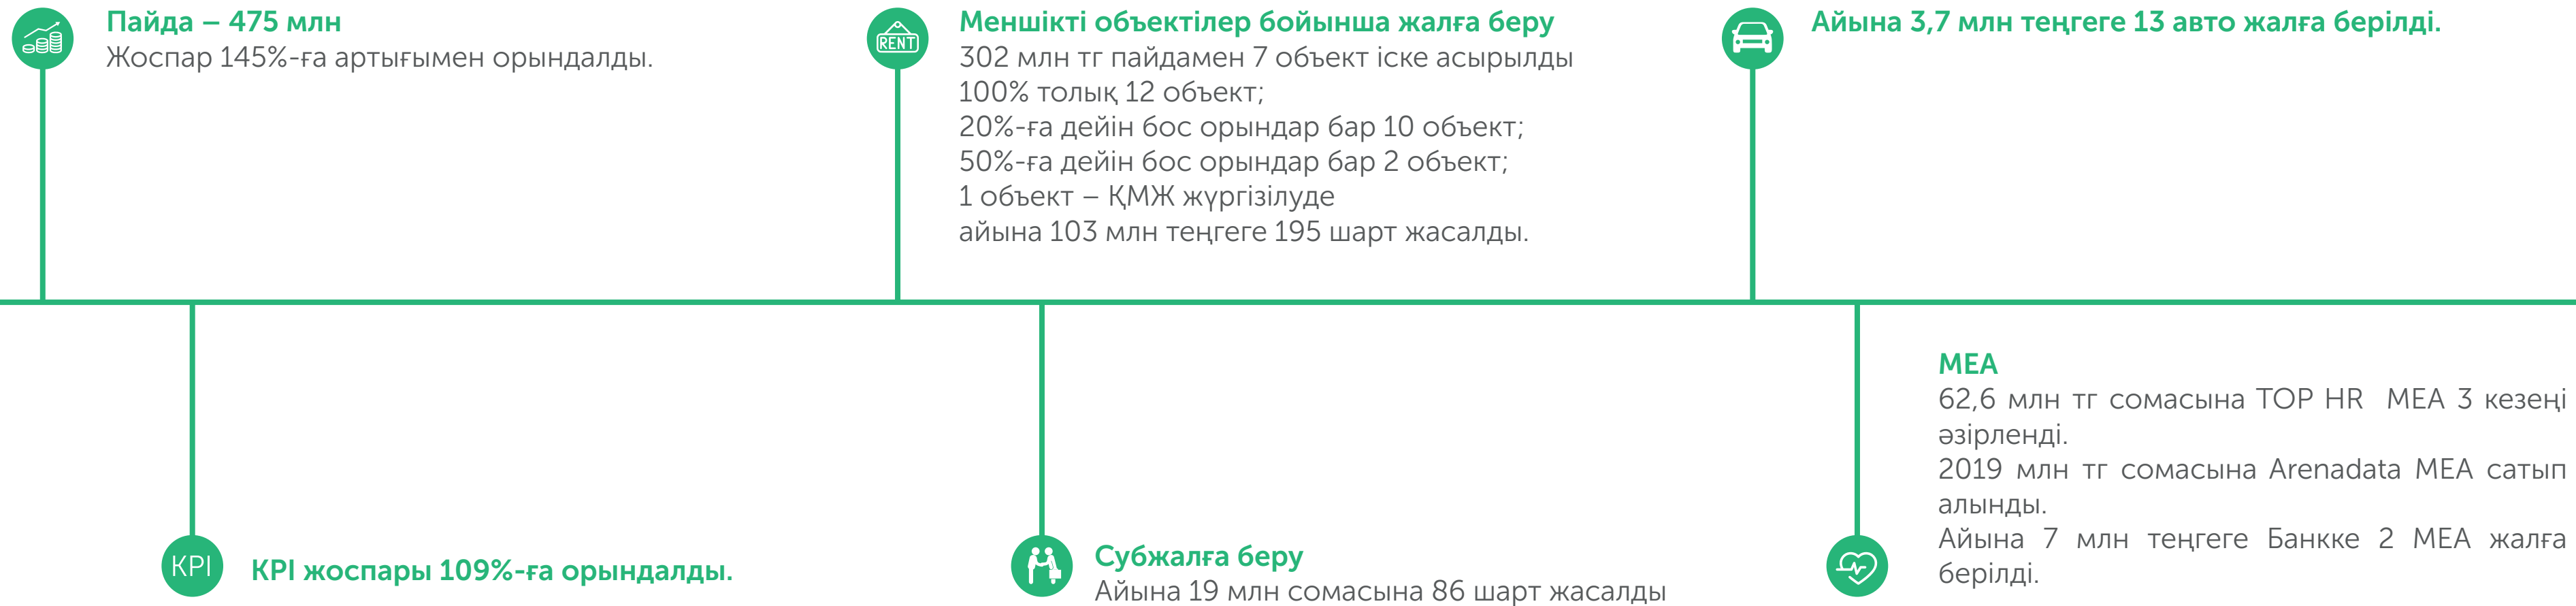 Пайда – 475 млн
Жоспар 145%-ға артығымен орындалды.
RENT
Меншікті объектілер бойынша жалға беру
302 млн тг пайдамен 7 объект іске асырылды
100% толық 12 объект;
20%-ға дейін бос орындар бар 10 объект;
50%-ға дейін бос орындар бар 2 объект;
1 объект – ҚМЖ жүргізілуде
айына 103 млн теңгеге 195 шарт жасалды.
Айына 3,7 млн теңгеге 13 авто жалға берілді.
KPI
KPI жоспары 109%-ға орындалды.
Субжалға беру
Айына 19 млн сомасына 86 шарт жасалды
МЕА
62,6 млн тг сомасына TOP HR МЕА 3 кезеңі
әзірленді.
2019 млн тг сомасына Arenadata МЕА сатып
алынды.
Айына 7 млн теңгеге Банкке 2 МЕА жалға
берілді.